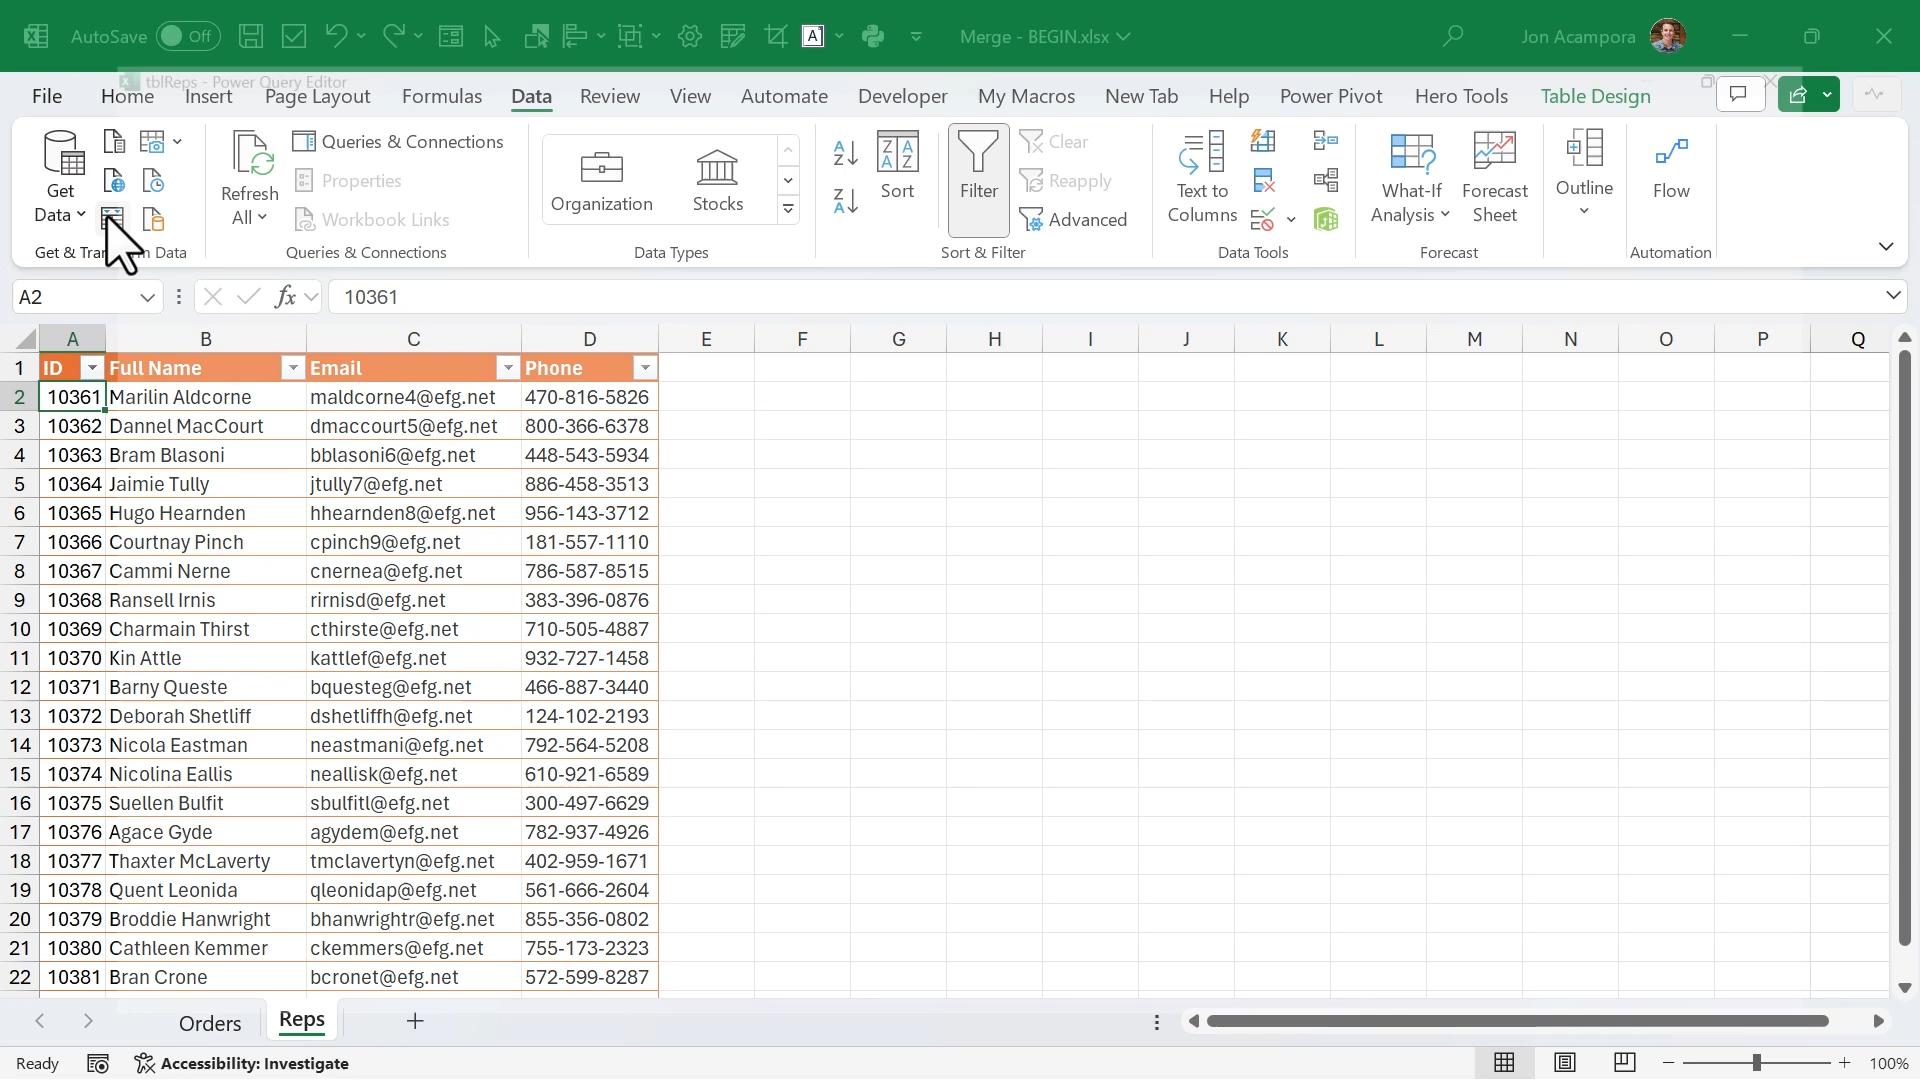 AutoSave Off A Merge - BEGIN.xlsx Jon Acampora
tblReps - Power Query Editor
File Home Insert Page Layout Formulas Data Review View Automate Developer My Macros New Tab Help Power Pivot Hero Tools Table Design
Get Data
Refresh All
Queries & Connections
Properties
Workbook Links
Organization
Stocks
Sort
Filter
Clear
Reapply
Advanced
Text to Columns
What-If Analysis
Forecast Sheet
Outline
Flow
Queries & Connections Data Types Sort & Filter Data Tools Forecast Automation
A2 fx 10361
A B C D E F G H I J K L M N O P Q
1 ID Full Name Email Phone
2 10361 Marilin Aldcorne maldcorne4@efg.net 470-816-5826
3 10362 Dannel MacCourt dmaccourt5@efg.net 800-366-6378
4 10363 Bram Blasoni bblasoni6@efg.net 448-543-5934
5 10364 Jaimie Tully jtully7@efg.net 886-458-3513
6 10365 Hugo Hearnden hhearnden8@efg.net 956-143-3712
7 10366 Courtnay Pinch cpinch9@efg.net 181-557-1110
8 10367 Cammi Nerne cnernea@efg.net 786-587-8515
9 10368 Ransell Irnis rirnisd@efg.net 383-396-0876
10 10369 Charmain Thirst cthirste@efg.net 710-505-4887
11 10370 Kin Attle kattlef@efg.net 932-727-1458
12 10371 Barny Queste bquesteg@efg.net 466-887-3440
13 10372 Deborah Shetliff dshetliffh@efg.net 124-102-2193
14 10373 Nicola Eastman neastmani@efg.net 792-564-5208
15 10374 Nicolina Eallis neallisk@efg.net 610-921-6589
16 10375 Suellen Bulfit sbulfitl@efg.net 300-497-6629
17 10376 Agace Gyde agydem@efg.net 782-937-4926
18 10377 Thaxter McLaverty tmclavertyn@efg.net 402-959-1671
19 10378 Quent Leonida qleonidap@efg.net 561-666-2604
20 10379 Broddie Hanwright bhanwrightr@efg.net 855-356-0802
21 10380 Cathleen Kemmer ckemmers@efg.net 755-173-2323
22 10381 Bran Crone bcronet@efg.net 572-599-8287
Orders Reps
Ready Accessibility: Investigate 100%